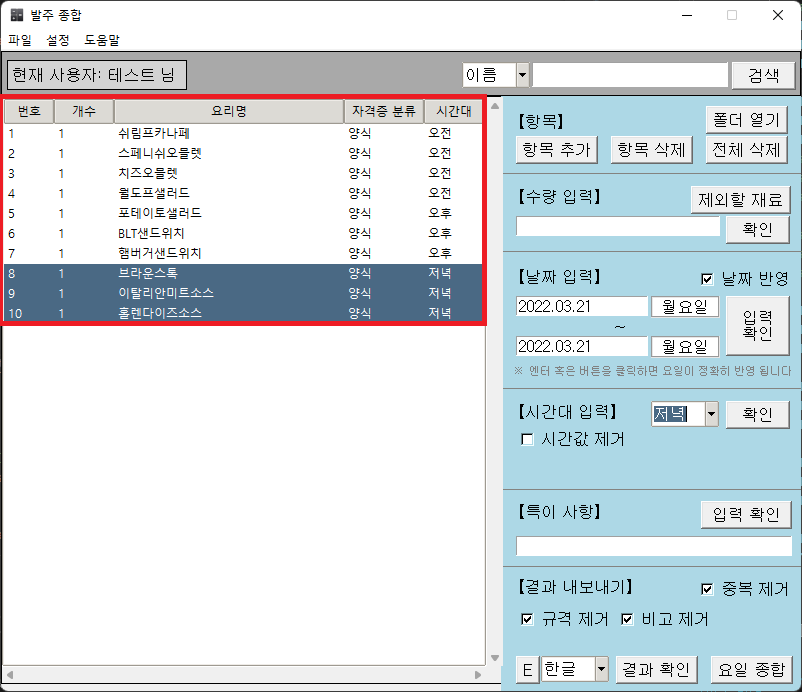 발주 종합
파일 설정 도움말
현재 사용자: 테스트 님
이름
검색
번호 개수 요리명 자격증 분류 시간대
1 1 쉬림프카나페 양식 오전
2 1 스페니쉬오믈렛 양식 오전
3 1 치즈오믈렛 양식 오전
4 1 월도프샐러드 양식 오전
5 1 포테이토샐러드 양식 오후
6 1 BLT샌드위치 양식 오후
7 1 햄버거샌드위치 양식 오후
8 1 브라운스톡 양식 저녁
9 1 이탈리안미트소스 양식 저녁
10 1 홀렌다이즈소스 양식 저녁
【항목】 폴더 열기
항목 추가 항목 삭제 전체 삭제
【수량 입력】 제외할 재료
확인
【날짜 입력】 날짜 반영
2022.03.21 월요일
~
2022.03.21 월요일
입력
확인
※ 엔터 혹은 버튼을 클릭하면 요일이 정확히 반영 됩니다
【시간대 입력】 저녁 확인
시간값 제거
【특이 사항】 입력 확인
【결과 내보내기】 중복 제거
규격 제거 비고 제거
E 한글 결과 확인 요일 종합